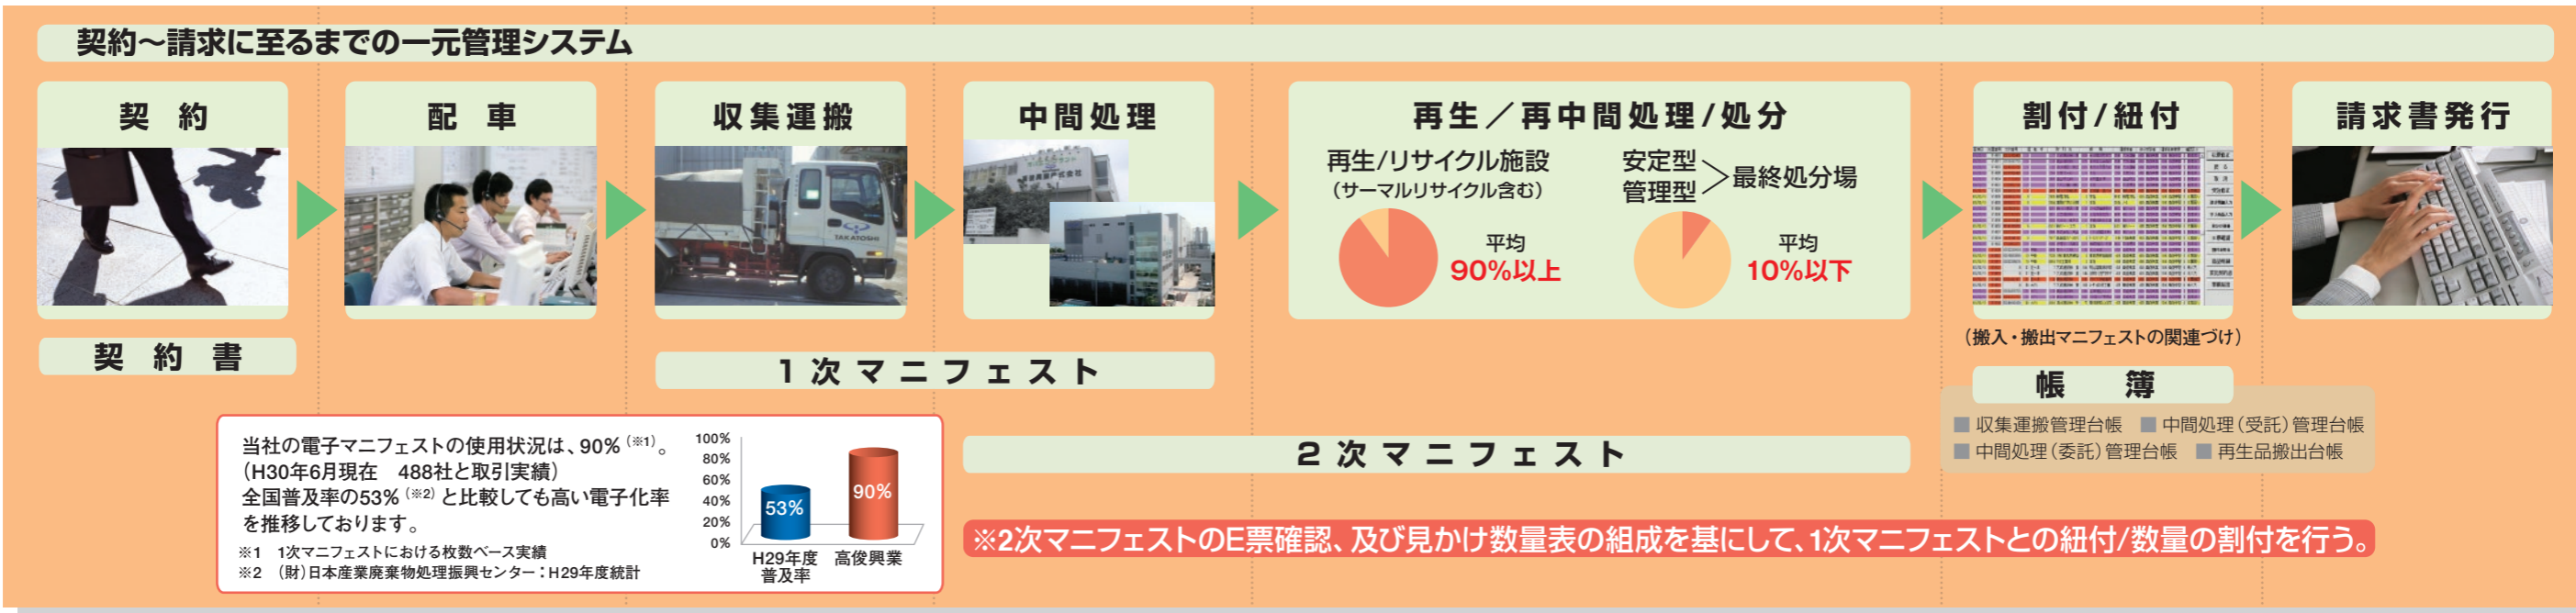 契約～請求に至るまでの一元管理システム
契約
配車
収集運搬
TAKATOSHI
中間処理
再生／再中間処理/処分
再生/リサイクル施設
（サーマルリサイクル含む）
平均
90%以上
安定型
管理型
最終処分場
平均
10%以下
割付/紐付
（搬入・搬出マニフェストの関連づけ）
請求書発行
契約書
1次マニフェスト
2次マニフェスト
帳簿
■ 収集運搬管理台帳 ■ 中間処理（受託）管理台帳
■ 中間処理（委託）管理台帳 ■ 再生品搬出台帳
当社の電子マニフェストの使用状況は、90%（※1）。
（H30年6月現在 488社と取引実績）
全国普及率の53%（※2）と比較しても高い電子化率
を推移しております。
※1 1次マニフェストにおける枚数ベース実績
※2 （財）日本産業廃棄物処理振興センター：H29年度統計
100%
80%
60%
40%
20%
0%
53%
90%
H29年度
普及率
高俊興業
※2次マニフェストのE票確認、及び見かけ数量表の組成を基にして、1次マニフェストとの紐付/数量の割付を行う。